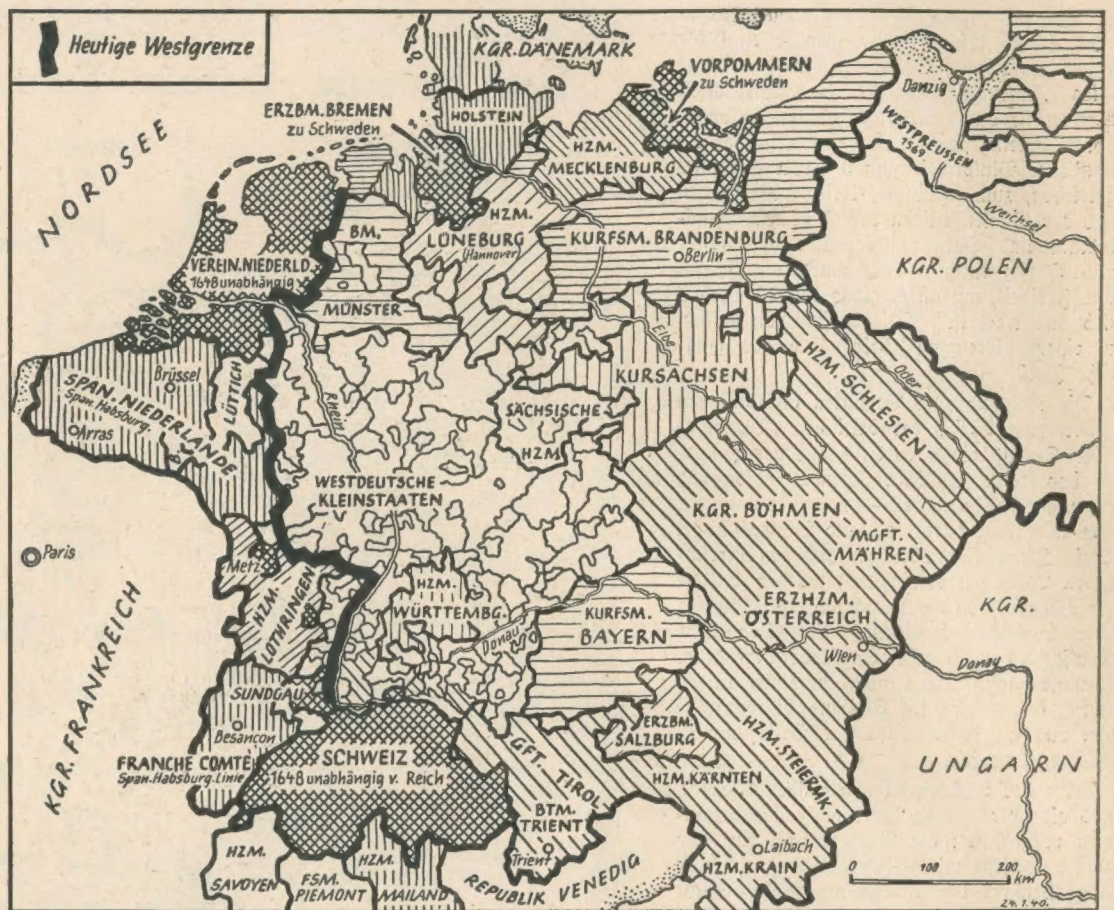 Heutige Westgrenze
KGR. DÄNEMARK
VORPOMMERN
zu Schweden
ERZBM. BREMEN
zu Schweden
HOLSTEIN
HZM.
MECKLENBURG
Danzig
WESTPREUSSEN
1569
Weichsel
NORDSEE
BM.
MÜNSTER
HZM.
LÜNEBURG
(Hannover)
KURFSM. BRANDENBURG
Berlin
KGR. POLEN
VEREIN. NIEDERLD.
1648 unabhängig
Brüssel
SPAN. NIEDERLANDE
Span. Habsburg.
Arras
LÜTTICH
Rhein
Elbe
KURSACHSEN
SÄCHSISCHE
HZM.
HZM. SCHLESIEN
Oder
WESTDEUTSCHE
KLEINSTAATEN
KGR. BÖHMEN
MGFT.
MÄHREN
Paris
Metz
HZM.
LOTHRINGEN
HZM.
WÜRTTEMBG.
Donau
KURFSM.
BAYERN
ERZHZM.
ÖSTERREICH
Wien
KGR.
UNGARN
Donau
KGR. FRANKREICH
SUNDGAU
Besancon
FRANCHE COMTÉ
Span. Habsburg. Linie
SCHWEIZ
1648 unabhängig v. Reich
GFT. TIROL
ERZBM.
SALZBURG
HZM. KÄRNTEN
HZM. STEIERMK
BTM.
TRIENT
Trient
Laibach
HZM. KRAIN
HZM.
SAVOYEN
FSM.
PIEMONT
HZM.
MAILAND
REPUBLIK VENEDIG
0 100 200
km
24.1.40.